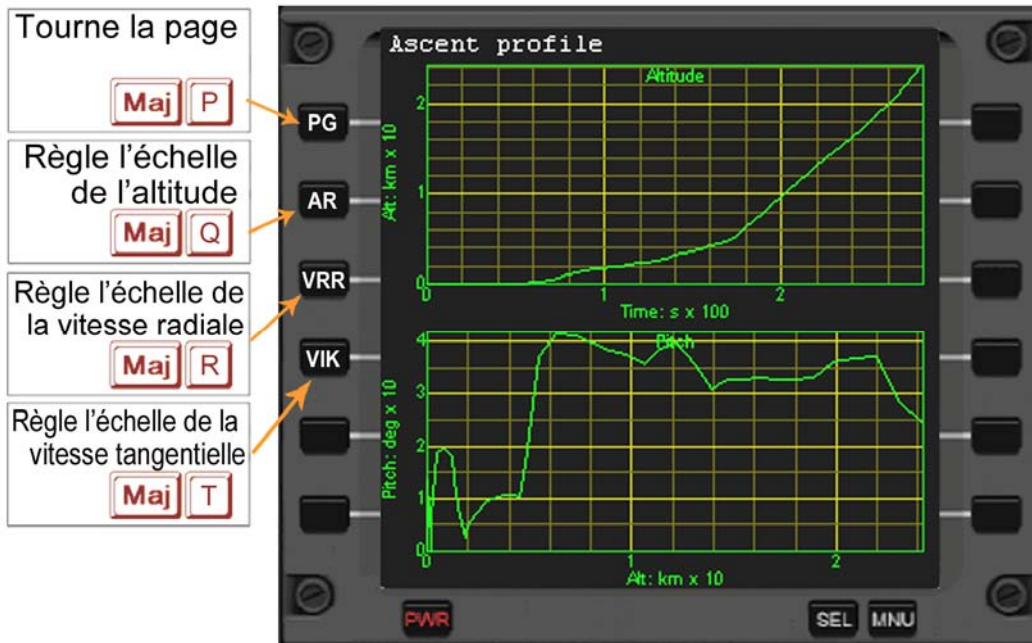 Tourne la page
Maj P
Règle l'échelle
de l'altitude
Maj Q
Règle l'échelle de
la vitesse radiale
Maj R
Règle l'échelle de la
vitesse tangentielle
Maj T
PG
AR
VRR
VIK
Ascent profile
Altitude
Alt: km x 10
2
1
0
0 1 2
Time: s x 100
Pitch
Pitch: deg x 10
4
3
2
1
0
0 1 2
Alt: km x 10
PWR
SEL MNU